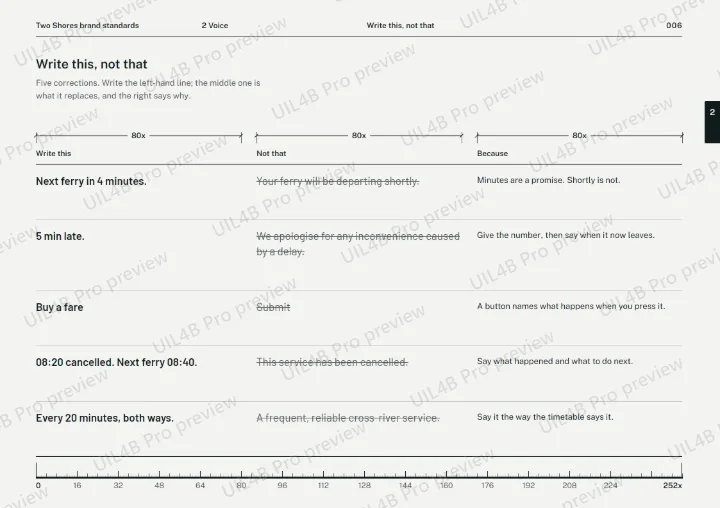 Two Shores brand standards
2 Voice
Write this, not that
006
Write this, not that
Five corrections. Write the left-hand line; the middle one is
what it replaces, and the right says why.
2
80x
80x
80x
Write this
Not that
Because
Next ferry in 4 minutes.
Your ferry will be departing shortly.
Minutes are a promise. Shortly is not.
5 min late.
We apologise for any inconvenience caused
by a delay.
Give the number, then say when it now leaves.
Buy a fare
Submit
A button names what happens when you press it.
08:20 cancelled. Next ferry 08:40.
This service has been cancelled.
Say what happened and what to do next.
Every 20 minutes, both ways.
A frequent, reliable cross-river service.
Say it the way the timetable says it.
0 16 32 48 64 80 96 112 128 144 160 176 192 208 224 252x
UIL4B Pro preview